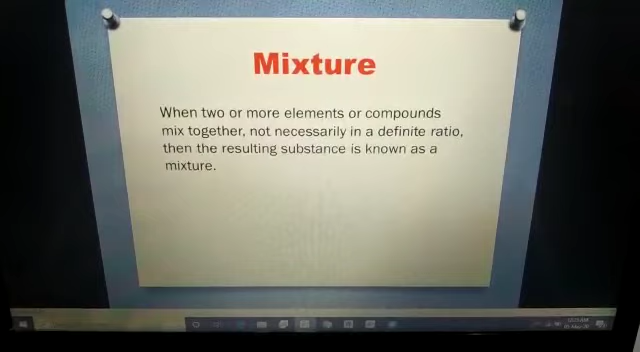 Mixture
When two or more elements or compounds
mix together, not necessarily in a definite ratio,
then the resulting substance is known as a
mixture.